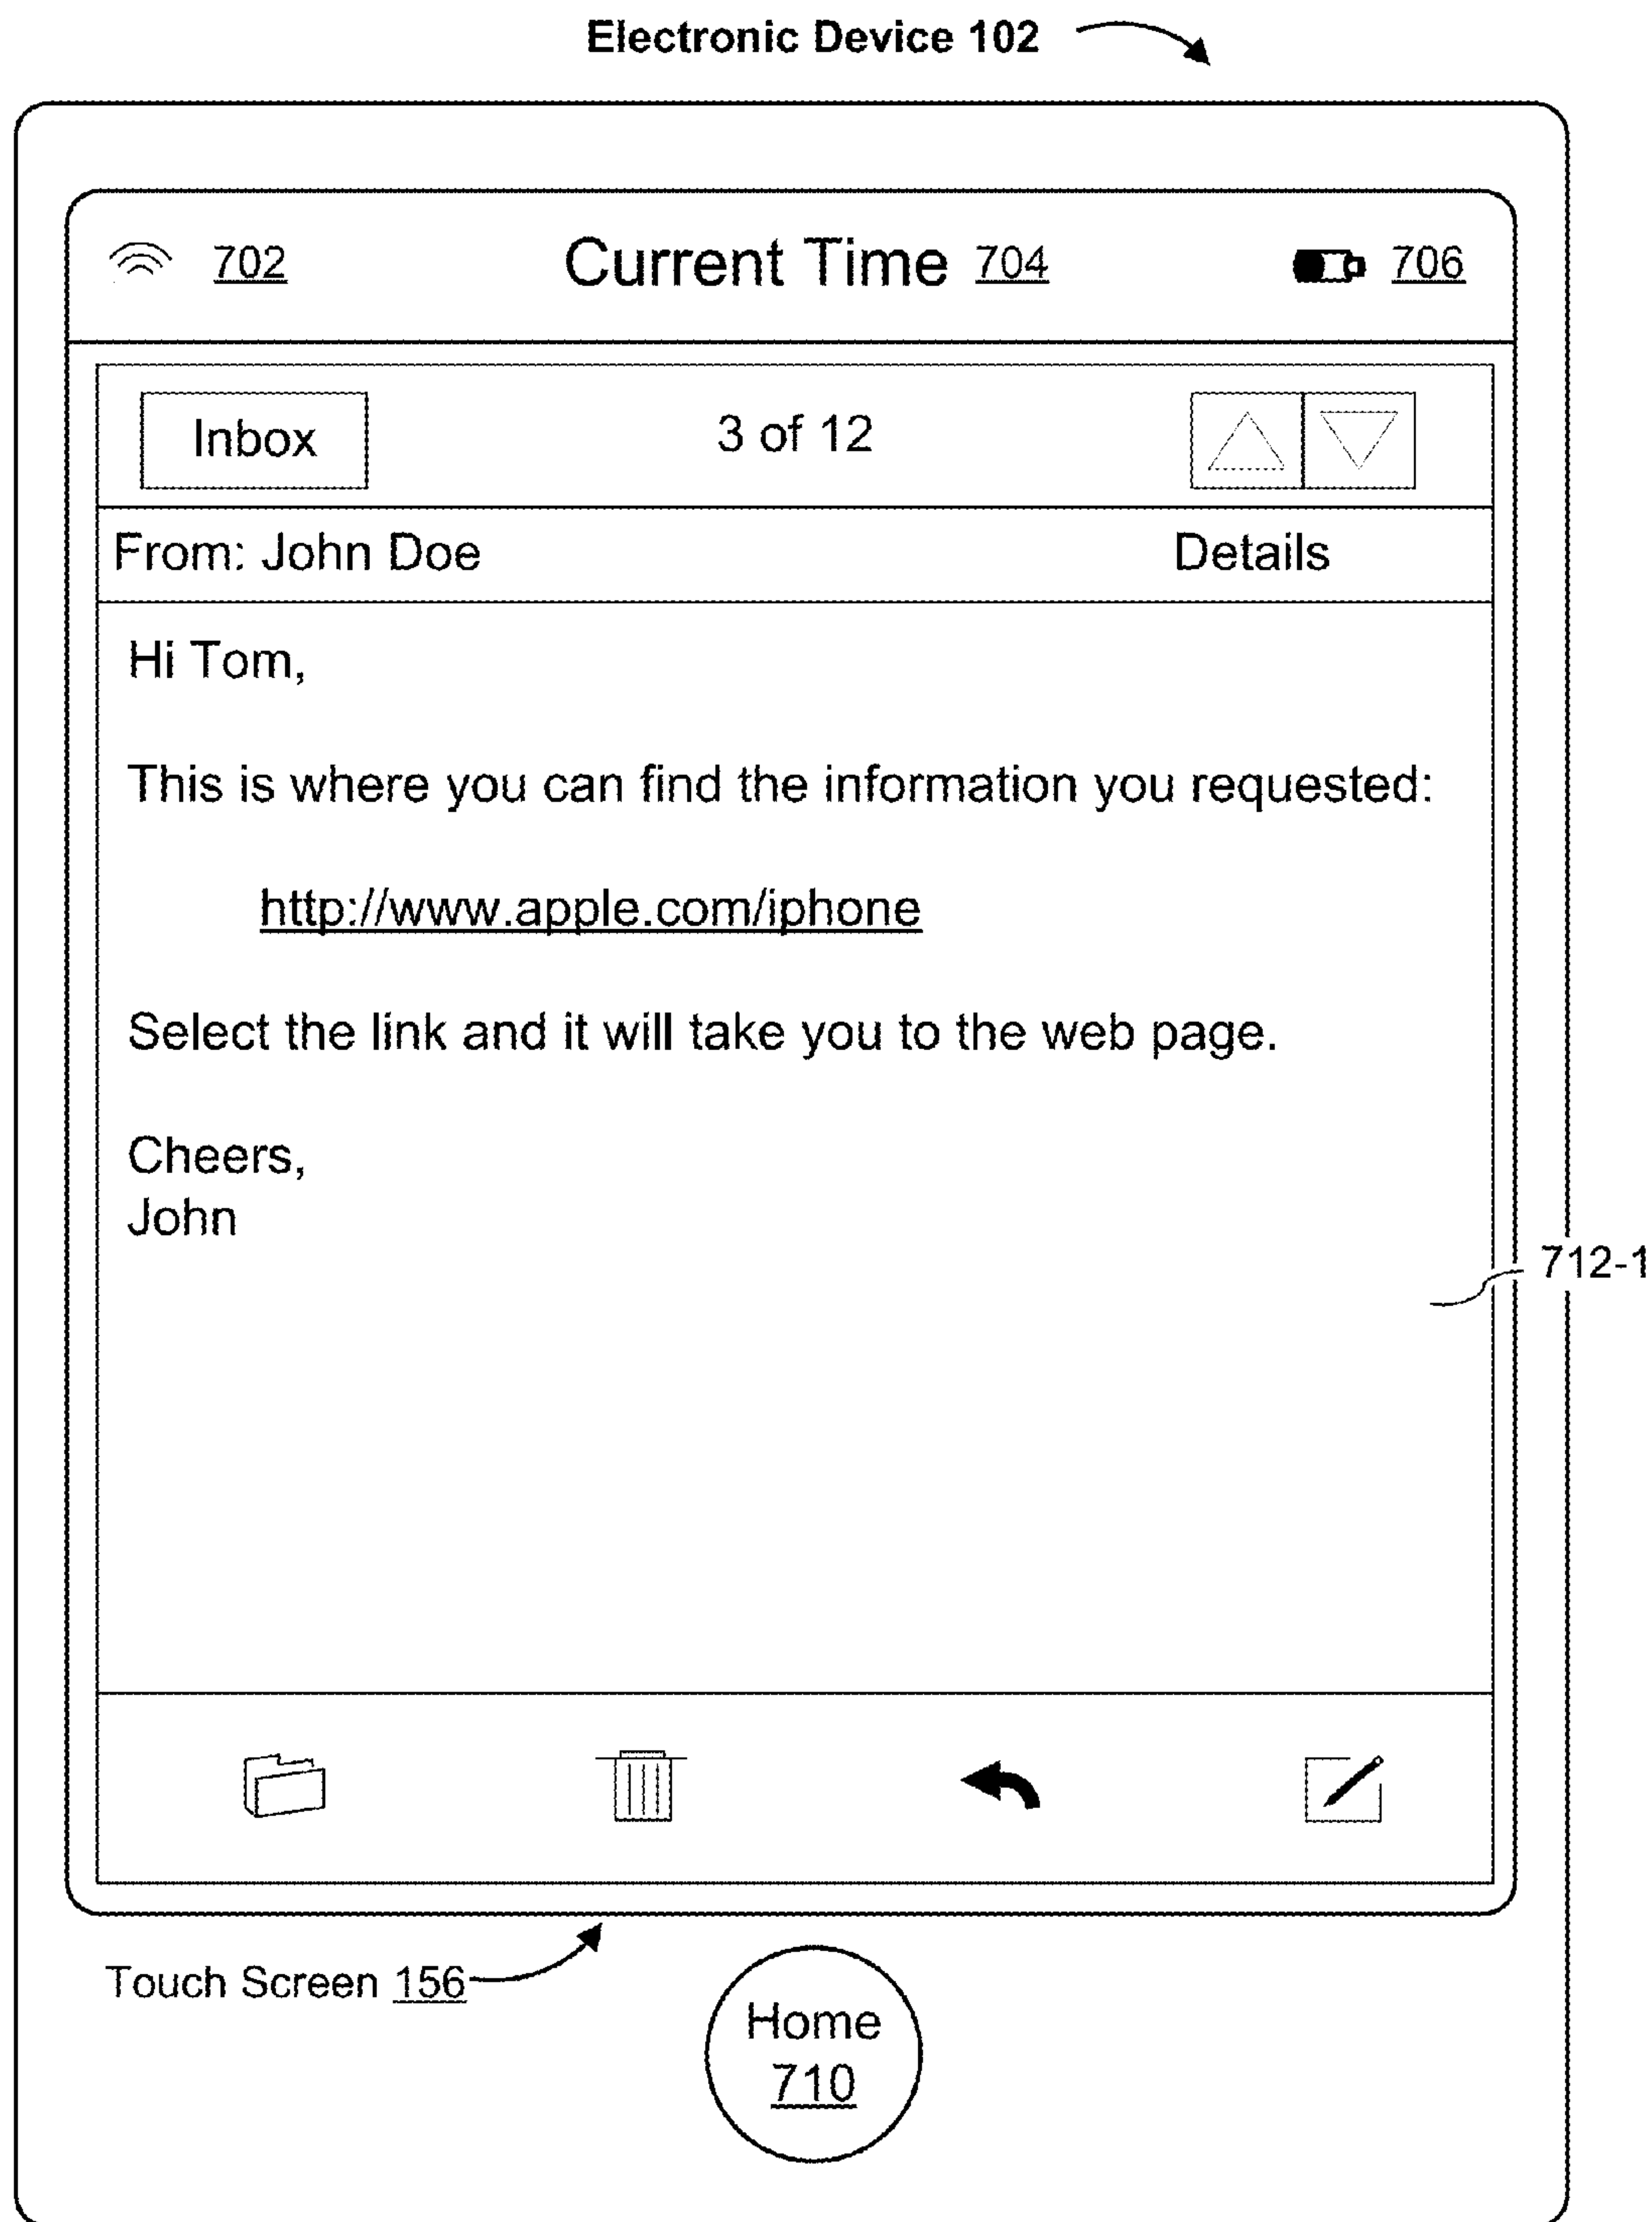 Electronic Device 102
702 Current Time 704 706
Inbox 3 of 12
From: John Doe Details
Hi Tom,
This is where you can find the information you requested:
http://www.apple.com/iphone
Select the link and it will take you to the web page.
Cheers,
John
712-1
Touch Screen 156
Home
710